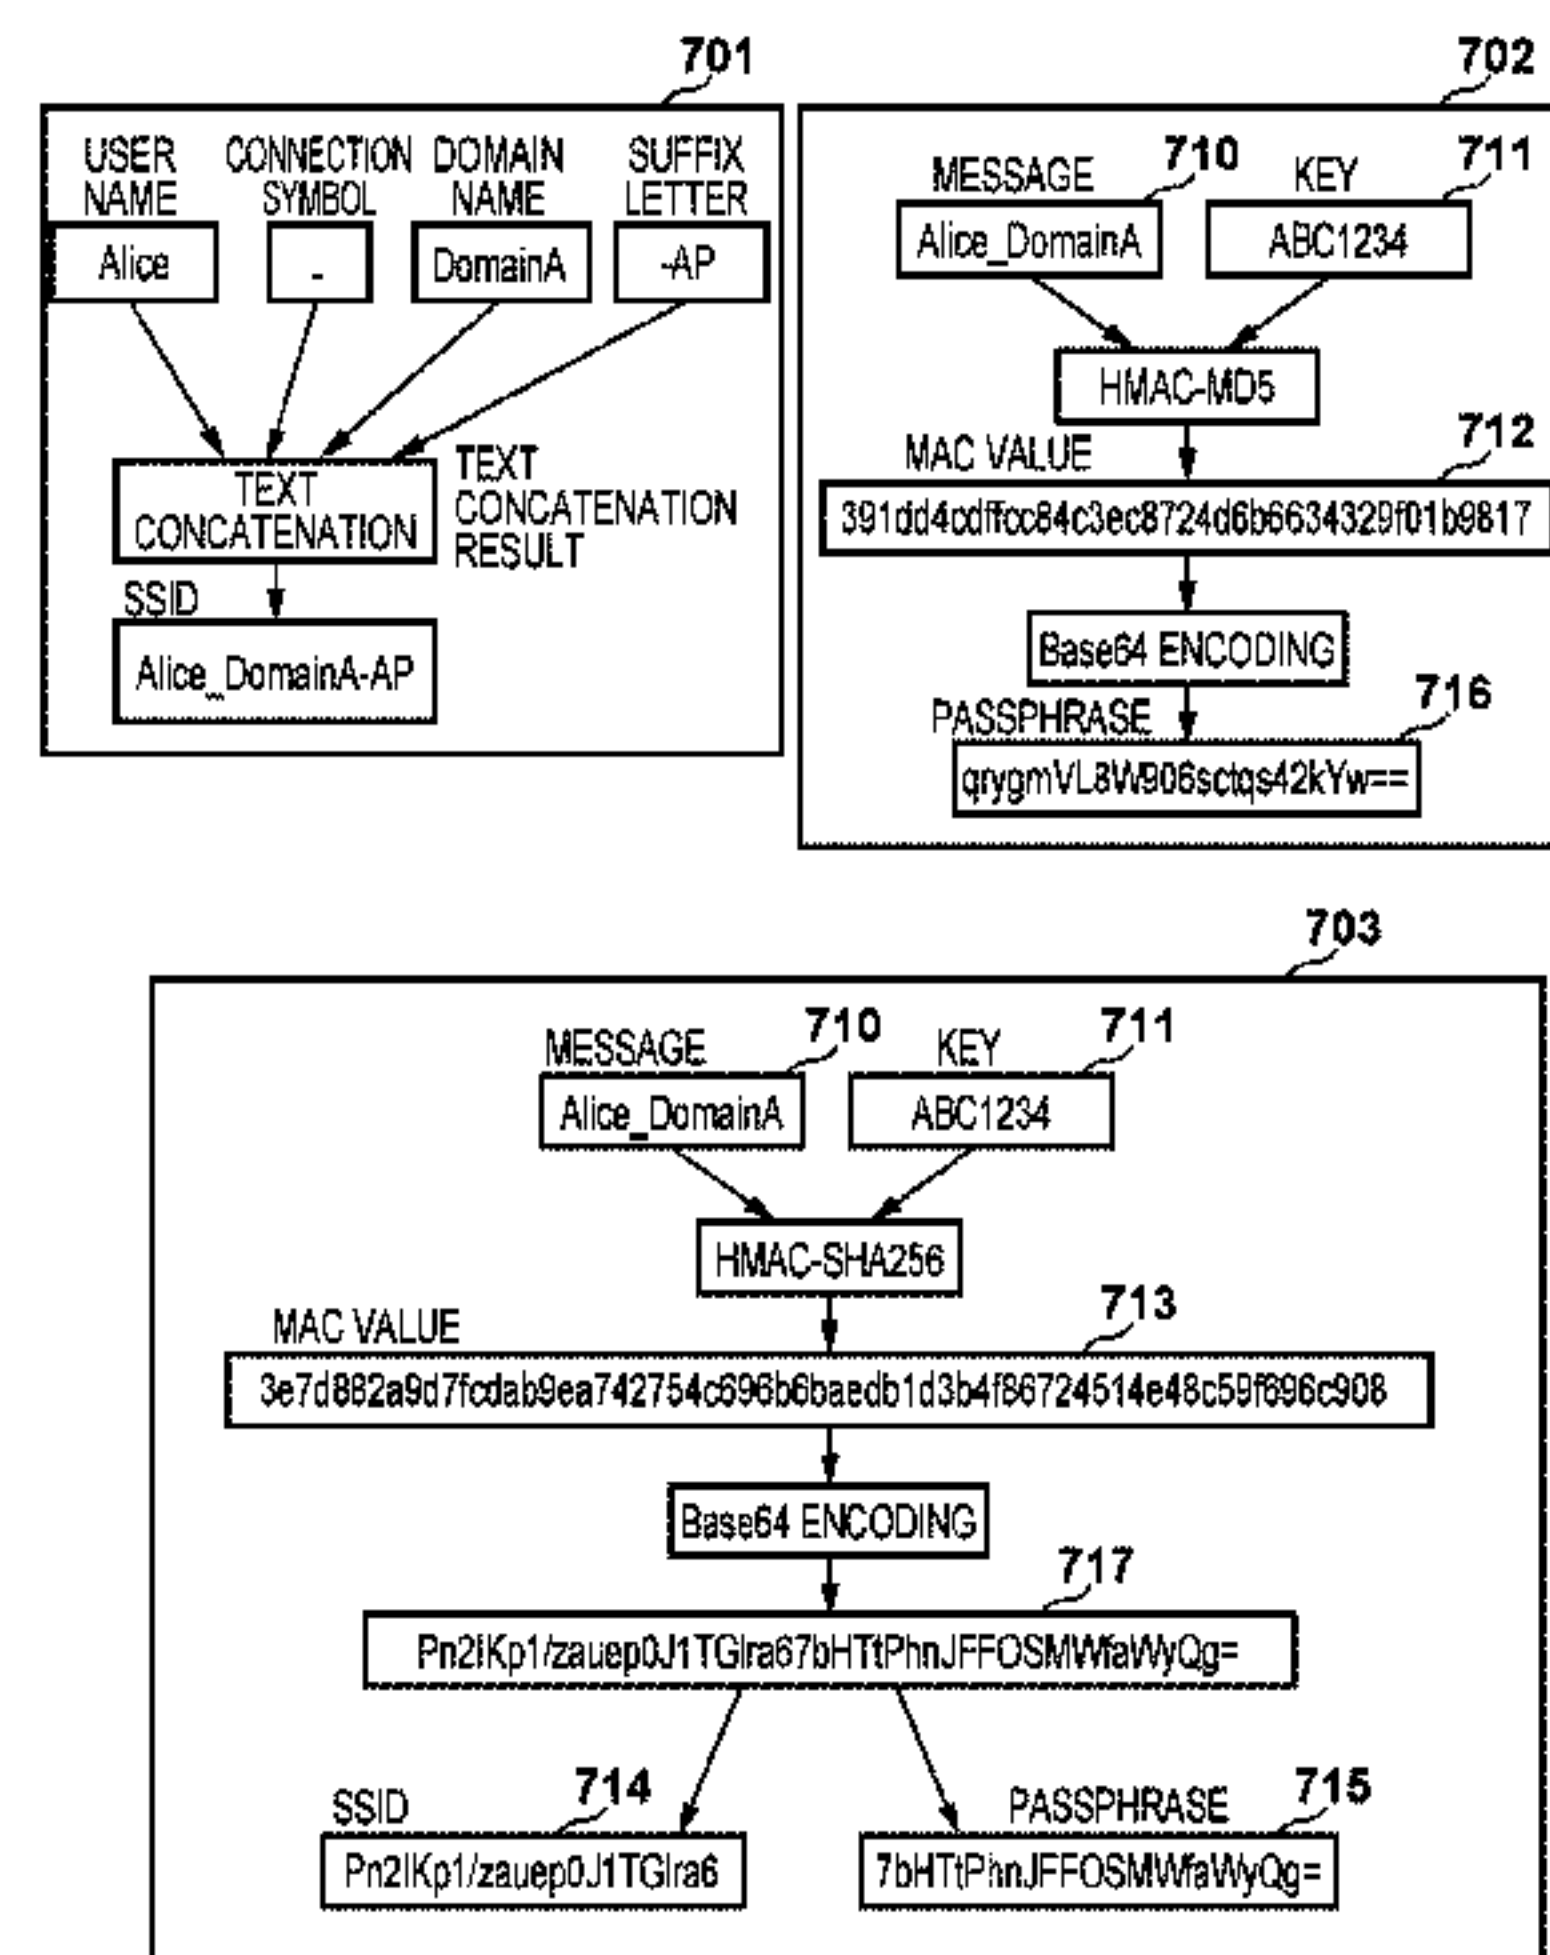 701
USER NAME
CONNECTION SYMBOL
DOMAIN NAME
SUFFIX LETTER
Alice
_
DomainA
-AP
TEXT CONCATENATION
TEXT CONCATENATION RESULT
SSID
Alice_DomainA-AP
702
MESSAGE
710
KEY
711
Alice_DomainA
ABC1234
HMAC-MD5
MAC VALUE
712
391dd4cdffcc84c3ec8724d6b6634329f01b9817
Base64 ENCODING
PASSPHRASE
716
qrygmVL8W906sctqs42kYw==
703
MESSAGE
710
KEY
711
Alice_DomainA
ABC1234
HMAC-SHA256
MAC VALUE
713
3e7d882a9d7fcdab9ea742754c696b6baedb1d3b4f86724514e48c59f696c908
Base64 ENCODING
717
Pn2IKp1/zauep0J1TGlra67bHTtPhnJFFOSMWfaWyQg=
SSID
714
Pn2IKp1/zauep0J1TGlra6
PASSPHRASE
715
7bHTtPhnJFFOSMWfaWyQg=